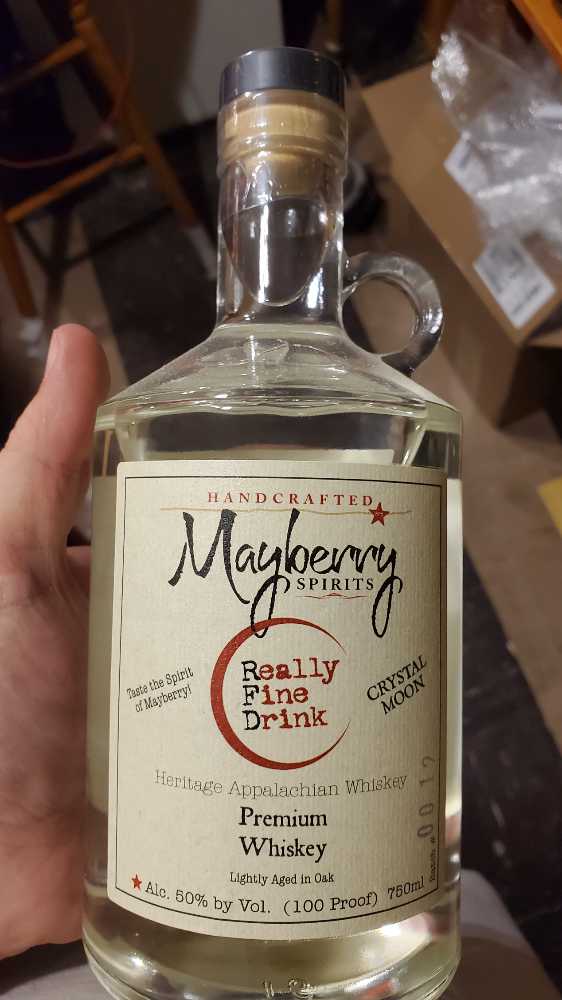 HANDCRAFTED
Mayberry
SPIRITS
Taste the Spirit
of Mayberry!
Really
Fine
Drink
CRYSTAL
MOON
Heritage Appalachian Whiskey
Premium
Whiskey
Lightly Aged in Oak
Alc. 50% by Vol. (100 Proof) 750ml
Batch # 0012